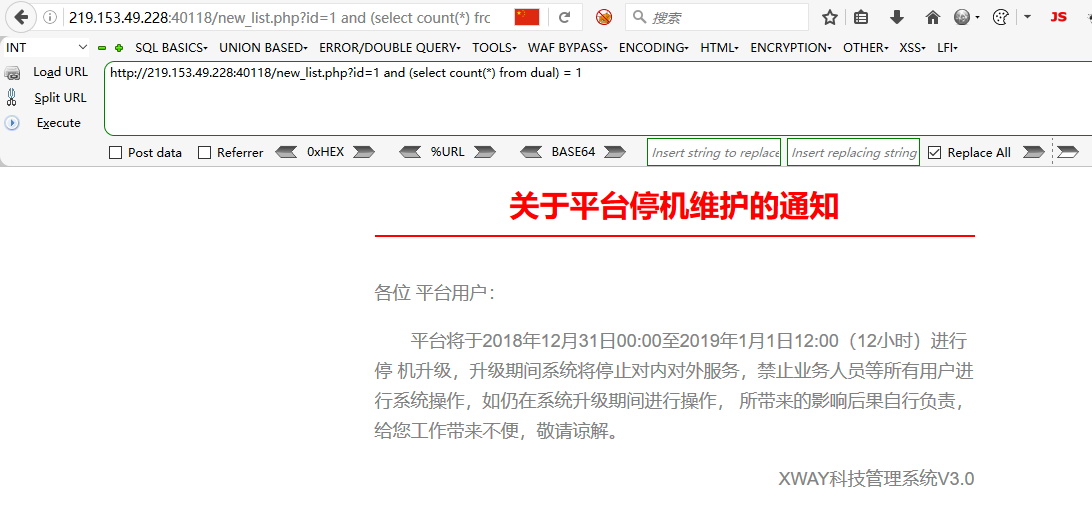 219.153.49.228:40118/new_list.php?id=1 and (select count(*) frc
搜索
JS
INT
SQL BASICS▾ UNION BASED▾ ERROR/DOUBLE QUERY▾ TOOLS▾ WAF BYPASS▾ ENCODING▾ HTML▾ ENCRYPTION▾ OTHER▾ XSS▾ LFI▾
Load URL
http://219.153.49.228:40118/new_list.php?id=1 and (select count(*) from dual) = 1
Split URL
Execute
Post data Referrer 0xHEX %URL BASE64 Insert string to replace Insert replacing string Replace All
关于平台停机维护的通知
各位 平台用户：
平台将于2018年12月31日00:00至2019年1月1日12:00（12小时）进行
停 机升级，升级期间系统将停止对内对外服务，禁止业务人员等所有用户进
行系统操作，如仍在系统升级期间进行操作， 所带来的影响后果自行负责，
给您工作带来不便，敬请谅解。
XWAY科技管理系统V3.0